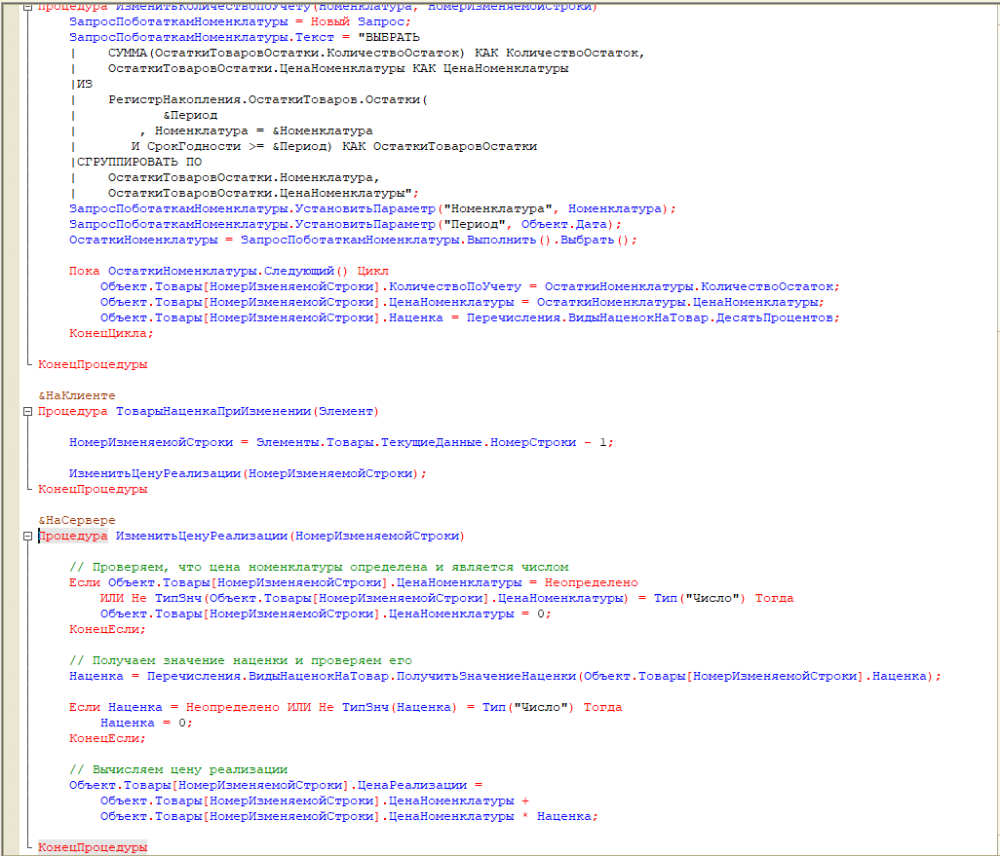 Процедура ИзменитьКоличествоПоУчету(Номенклатура, НомерИзменяемойСтроки)
ЗапросПоботаткамНоменклатуры = Новый Запрос;
ЗапросПоботаткамНоменклатуры.Текст = "ВЫБРАТЬ
| СУММА(ОстаткиТоваровОстатки.КоличествоОстаток) КАК КоличествоОстаток,
| ОстаткиТоваровОстатки.ЦенаНоменклатуры КАК ЦенаНоменклатуры
|ИЗ
| РегистрНакопления.ОстаткиТоваров.Остатки(
| &Период
| , Номенклатура = &Номенклатура
| И СрокГодности >= &Период) КАК ОстаткиТоваровОстатки
|СГРУППИРОВАТЬ ПО
| ОстаткиТоваровОстатки.Номенклатура,
| ОстаткиТоваровОстатки.ЦенаНоменклатуры";
ЗапросПоботаткамНоменклатуры.УстановитьПараметр("Номенклатура", Номенклатура);
ЗапросПоботаткамНоменклатуры.УстановитьПараметр("Период", Объект.Дата);
ОстаткиНоменклатуры = ЗапросПоботаткамНоменклатуры.Выполнить().Выбрать();
Пока ОстаткиНоменклатуры.Следующий() Цикл
Объект.Товары[НомерИзменяемойСтроки].КоличествоПоУчету = ОстаткиНоменклатуры.КоличествоОстаток;
Объект.Товары[НомерИзменяемойСтроки].ЦенаНоменклатуры = ОстаткиНоменклатуры.ЦенаНоменклатуры;
Объект.Товары[НомерИзменяемойСтроки].Наценка = Перечисления.ВидыНаценокНаТовар.ДесятьПроцентов;
КонецЦикла;
КонецПроцедуры
&НаКлиенте
Процедура ТоварыНаценкаПриИзменении(Элемент)
НомерИзменяемойСтроки = Элементы.Товары.ТекущиеДанные.НомерСтроки - 1;
ИзменитьЦенуРеализации(НомерИзменяемойСтроки);
КонецПроцедуры
&НаСервере
Процедура ИзменитьЦенуРеализации(НомерИзменяемойСтроки)
// Проверяем, что цена номенклатуры определена и является числом
Если Объект.Товары[НомерИзменяемойСтроки].ЦенаНоменклатуры = Неопределено
ИЛИ Не ТипЗнч(Объект.Товары[НомерИзменяемойСтроки].ЦенаНоменклатуры) = Тип("Число") Тогда
Объект.Товары[НомерИзменяемойСтроки].ЦенаНоменклатуры = 0;
КонецЕсли;
// Получаем значение наценки и проверяем его
Наценка = Перечисления.ВидыНаценокНаТовар.ПолучитьЗначениеНаценки(Объект.Товары[НомерИзменяемойСтроки].Наценка);
Если Наценка = Неопределено ИЛИ Не ТипЗнч(Наценка) = Тип("Число") Тогда
Наценка = 0;
КонецЕсли;
// Вычисляем цену реализации
Объект.Товары[НомерИзменяемойСтроки].ЦенаРеализации =
Объект.Товары[НомерИзменяемойСтроки].ЦенаНоменклатуры +
Объект.Товары[НомерИзменяемойСтроки].ЦенаНоменклатуры * Наценка;
КонецПроцедуры